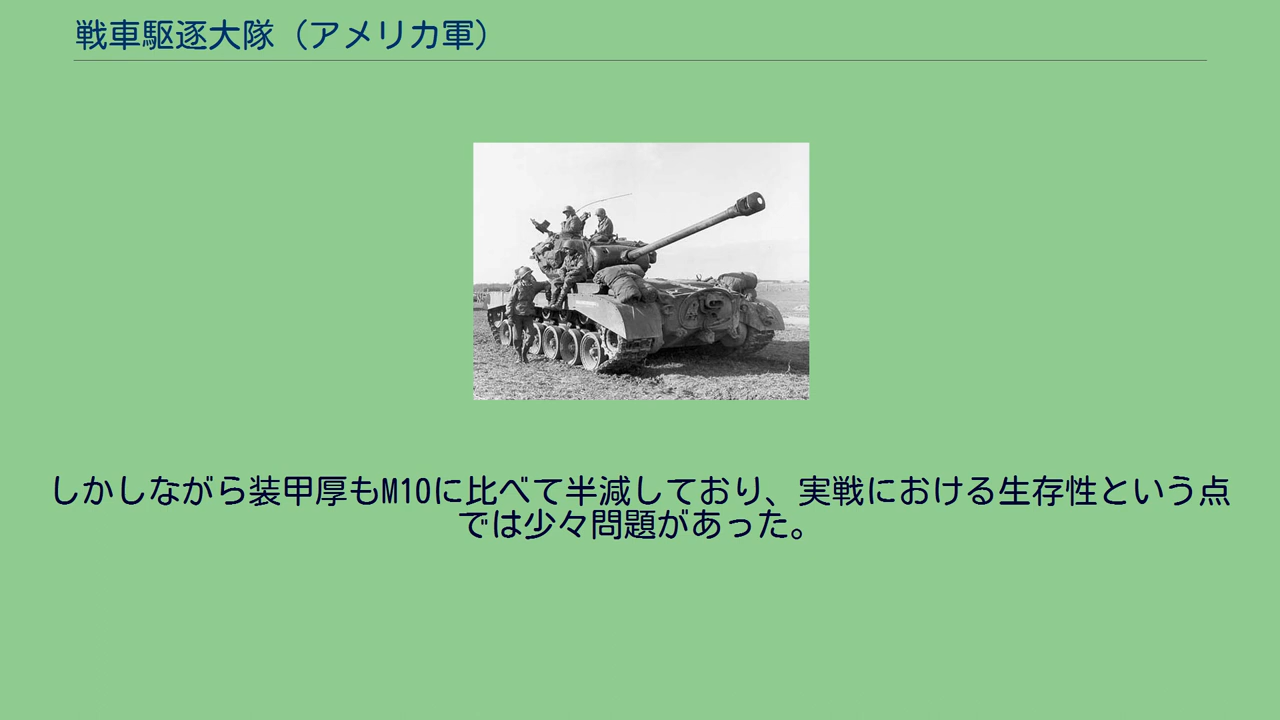 戦車駆逐大隊（アメリカ軍）
しかしながら装甲厚もM10に比べて半減しており、実戦における生存性という点
では少々問題があった。